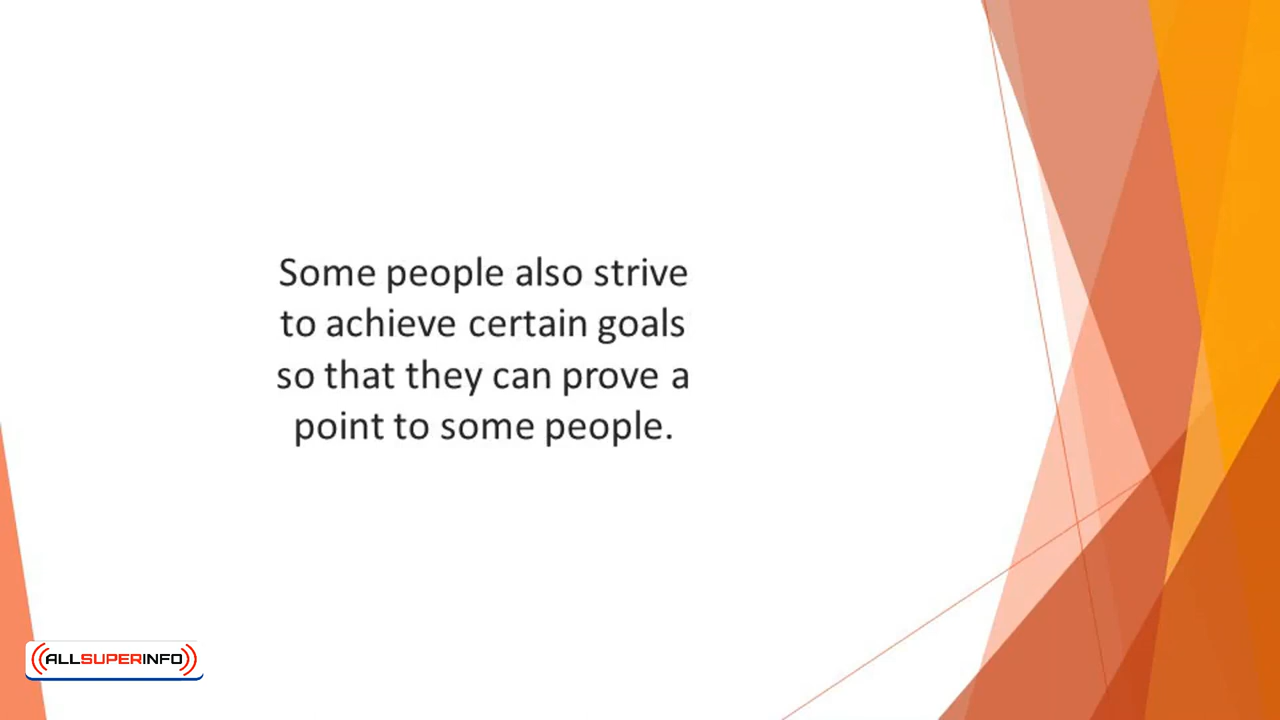 Some people also strive
to achieve certain goals
so that they can prove a
point to some people.
ALLSUPERINFO